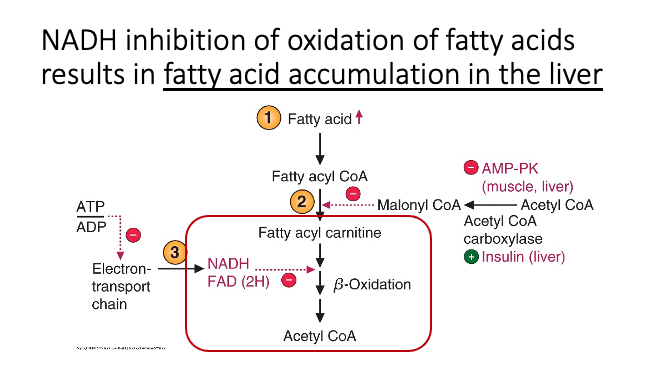 NADH inhibition of oxidation of fatty acids
results in fatty acid accumulation in the liver
1 Fatty acid ↑
Fatty acyl CoA
− AMP-PK
(muscle, liver)
2 −
Malonyl CoA
Acetyl CoA
Acetyl CoA
carboxylase
+ Insulin (liver)
ATP
ADP
−
Fatty acyl carnitine
3
Electron-
transport
chain
NADH
FAD (2H) −
β-Oxidation
Acetyl CoA